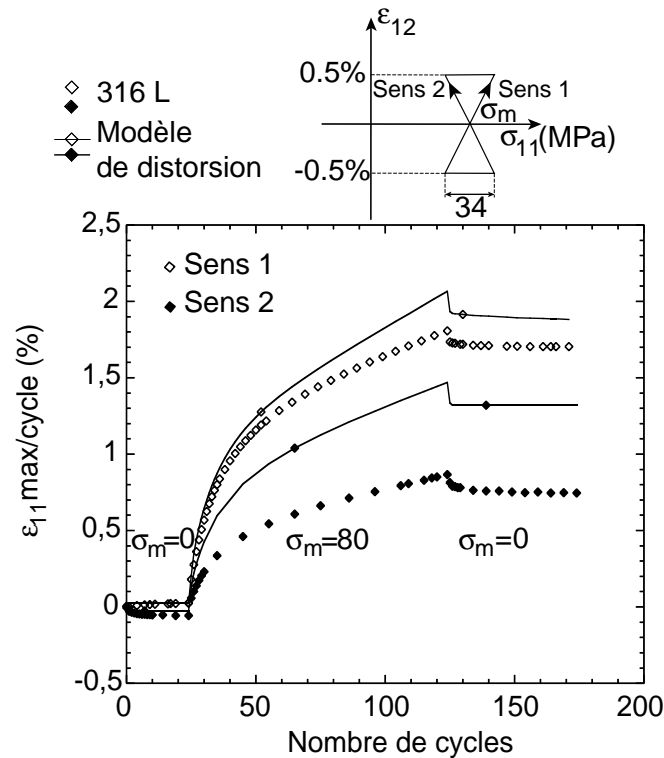 ε12
316 L
Modèle
de distorsion
0.5%
Sens 2
Sens 1
σm
σ11(MPa)
-0.5%
34
2,5
2
1,5
1
0,5
0
-0,5
ε11max/cycle (%)
Sens 1
Sens 2
σm=0
σm=80
σm=0
0
50
100
150
200
Nombre de cycles